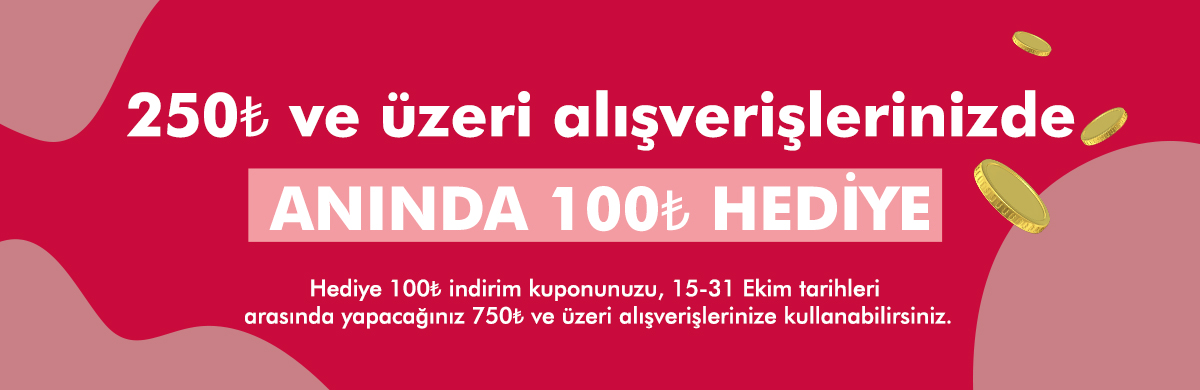 250₺ ve üzeri alışverişlerinizde
ANINDA 100₺ HEDİYE
Hediye 100₺ indirim kuponunuzu, 15-31 Ekim tarihleri
arasında yapacağınız 750₺ ve üzeri alışverişlerinize kullanabilirsiniz.